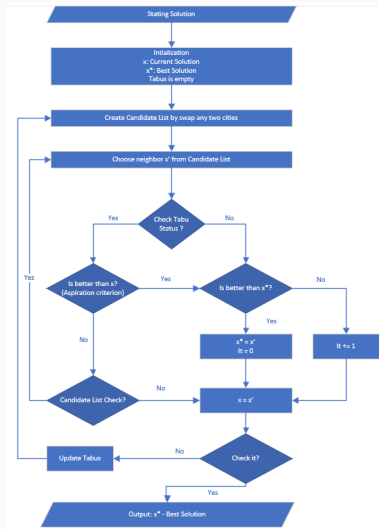 Stating Solution
Intialization
x: Current Solution
x*: Best Solution
Tabus is empty
Create Candidate List by swap any two cities
Choose neighbor x' from Candidate List
Check Tabu
Status ?
Yes
No
Is better than x?
(Aspiration criterion)
Yes
Is better than x*?
No
Yes
Yes
No
x* = x'
It = 0
It += 1
Candidate List Check?
No
x = x'
Update Tabus
No
Check it?
Yes
Output: x* - Best Solution